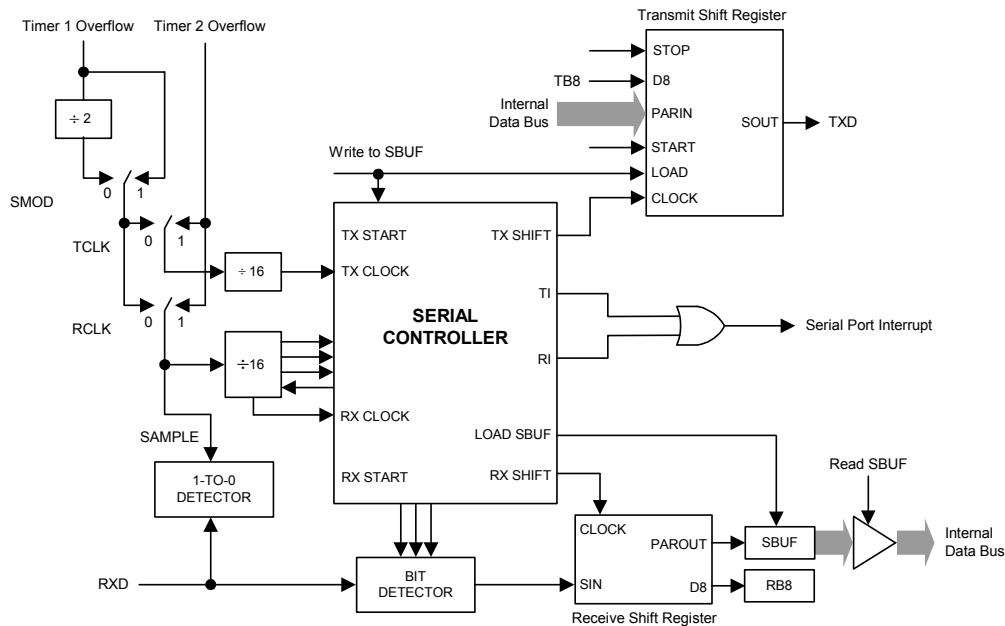 Transmit Shift Register
Timer 1 Overflow
Timer 2 Overflow
STOP
TB8
D8
÷ 2
Internal
Data Bus
PARIN
SOUT
TXD
START
Write to SBUF
LOAD
0
1
SMOD
CLOCK
TX START
TX SHIFT
TCLK
0
1
÷ 16
TX CLOCK
TI
SERIAL
CONTROLLER
Serial Port Interrupt
RCLK
0
1
÷16
RI
RX CLOCK
SAMPLE
LOAD SBUF
1-TO-0
DETECTOR
RX START
RX SHIFT
Read SBUF
CLOCK
PAROUT
SBUF
Internal
Data Bus
RXD
BIT
DETECTOR
SIN
D8
RB8
Receive Shift Register